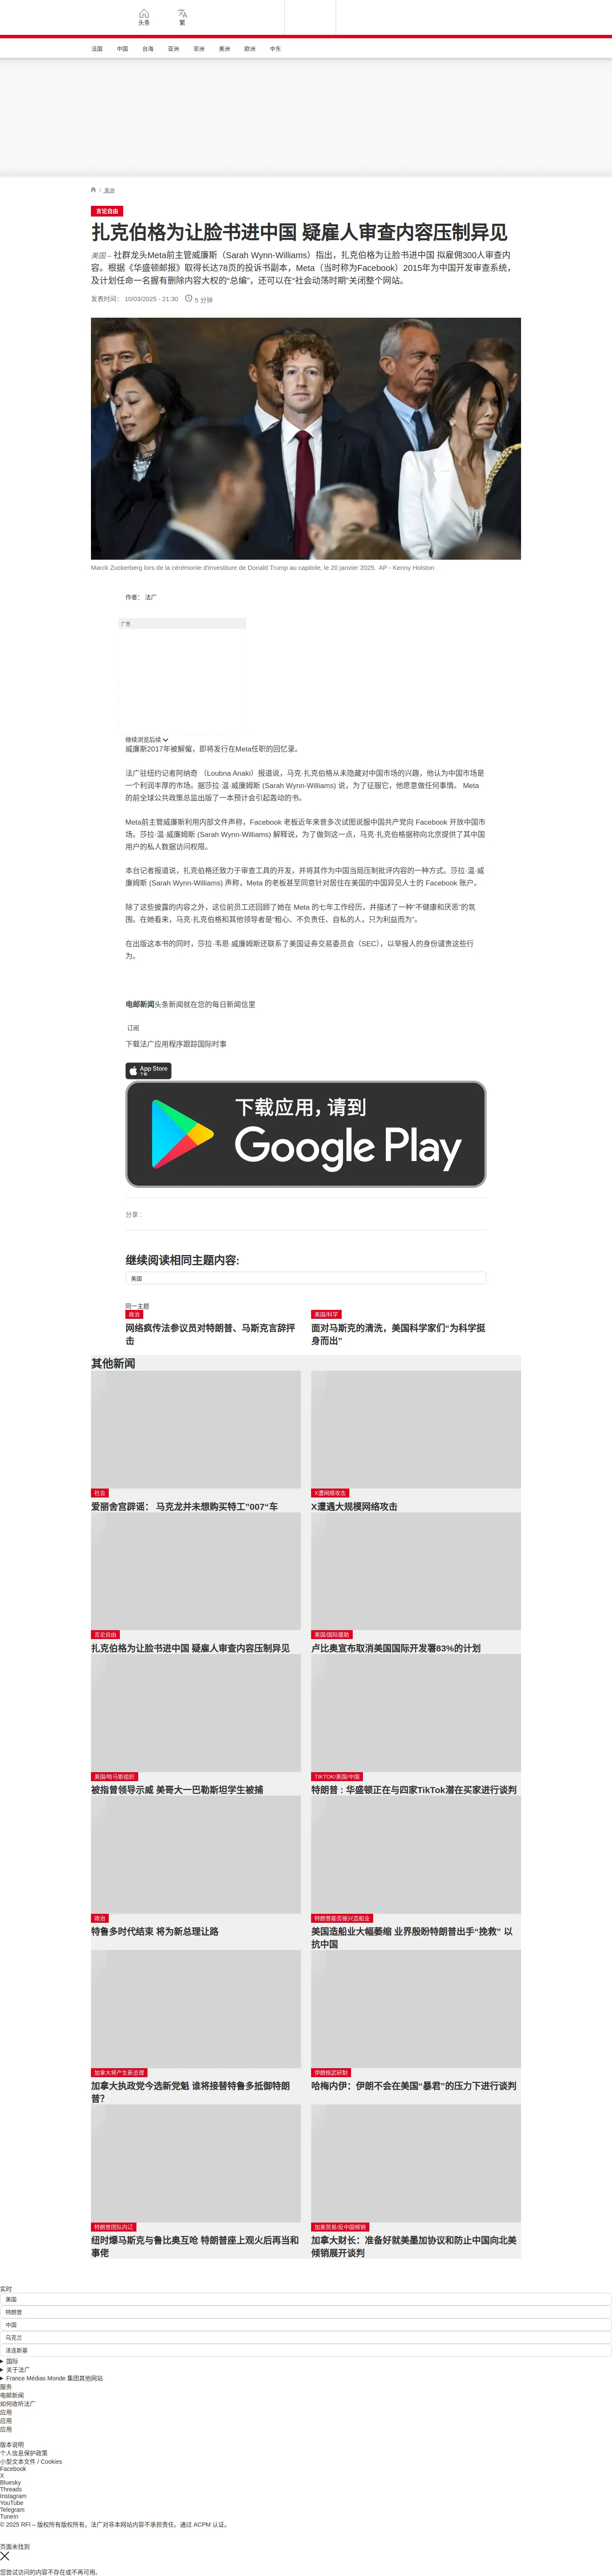 头条
繁
法国 中国 台海 亚洲 非洲 美洲 欧洲 中东
/ 美洲
言论自由
扎克伯格为让脸书进中国 疑雇人审查内容压制异见
美国 – 社群龙头Meta前主管威廉斯（Sarah Wynn-Williams）指出，扎克伯格为让脸书进中国 拟雇佣300人审查内
容。根据《华盛顿邮报》取得长达78页的投诉书副本，Meta（当时称为Facebook）2015年为中国开发审查系统，
及计划任命一名握有删除内容大权的“总编”，还可以在“社会动荡时期”关闭整个网站。
发表时间： 10/03/2025 - 21:30 5 分钟
Marck Zuckerberg lors de la cérémonie d'investiture de Donald Trump au capitole, le 20 janvier 2025. AP - Kenny Holston
作者： 法广
广告
继续浏览后续
威廉斯2017年被解僱，即将发行在Meta任职的回忆录。
法广驻纽约记者阿纳奇 （Loubna Anaki）报道说，马克·扎克伯格从未隐藏对中国市场的兴趣，他认为中国市场是
一个利润丰厚的市场。据莎拉·温·威廉姆斯 (Sarah Wynn-Williams) 说，为了征服它，他愿意做任何事情。 Meta
的前全球公共政策总监出版了一本预计会引起轰动的书。
Meta前主管威廉斯利用内部文件声称，Facebook 老板近年来曾多次试图说服中国共产党向 Facebook 开放中国市
场。莎拉·温·威廉姆斯 (Sarah Wynn-Williams) 解释说，为了做到这一点，马克·扎克伯格据称向北京提供了其中国
用户的私人数据访问权限。
本台记者报道说，扎克伯格还致力于审查工具的开发，并将其作为中国当局压制批评内容的一种方式。莎拉·温·威
廉姆斯 (Sarah Wynn-Williams) 声称，Meta 的老板甚至同意针对居住在美国的中国异见人士的 Facebook 账户。
除了这些披露的内容之外，这位前员工还回顾了她在 Meta 的七年工作经历，并描述了一种“不健康和厌恶”的氛
围。在她看来，马克·扎克伯格和其他领导者是“粗心、不负责任、自私的人，只为利益而为”。
在出版这本书的同时，莎拉·韦恩·威廉姆斯还联系了美国证券交易委员会（SEC），以举报人的身份谴责这些行
为。
电邮新闻头条新闻就在您的每日新闻信里
订阅
下载法广应用程序跟踪国际时事
App Store
下载
下载应用，请到
Google Play
分享 :
继续阅读相同主题内容:
美国
同一主题
政治
网络疯传法参议员对特朗普、马斯克言辞抨
击
美国/科学
面对马斯克的清洗，美国科学家们“为科学挺
身而出”
其他新闻
社会
爱丽舍宫辟谣： 马克龙并未想购买特工"007“车
X遭网络攻击
X遭遇大规模网络攻击
言论自由
扎克伯格为让脸书进中国 疑雇人审查内容压制异见
美国/国际援助
卢比奥宣布取消美国国际开发署83%的计划
美国/哈马斯组织
被指曾领导示威 美哥大一巴勒斯坦学生被捕
TIKTOK/美国/中国
特朗普 : 华盛顿正在与四家TikTok潜在买家进行谈判
政治
特鲁多时代结束 将为新总理让路
特朗普能否振兴造船业
美国造船业大幅萎缩 业界殷盼特朗普出手“挽救” 以
抗中国
加拿大将产生新总理
加拿大执政党今选新党魁 谁将接替特鲁多抵御特朗
普？
伊朗核武研制
哈梅内伊：伊朗不会在美国“暴君”的压力下进行谈判
特朗普团队内讧
纽时爆马斯克与鲁比奥互呛 特朗普座上观火后再当和
事佬
加美贸易/反中国倾销
加拿大财长：准备好就美墨加协议和防止中国向北美
倾销展开谈判
实时
美国
特朗普
中国
乌克兰
泽连斯基
国际
关于法广
France Médias Monde 集团其他网站
服务
电邮新闻
如何收听法广
应用
应用
应用
版本说明
个人信息保护政策
小型文本文件 / Cookies
Facebook
X
Bluesky
Threads
Instagram
YouTube
Telegram
TuneIn
© 2025 RFI – 版权所有版权所有。法广对非本网站内容不承担责任。通过 ACPM 认证。
页面未找到
您尝试访问的内容不存在或不再可用。